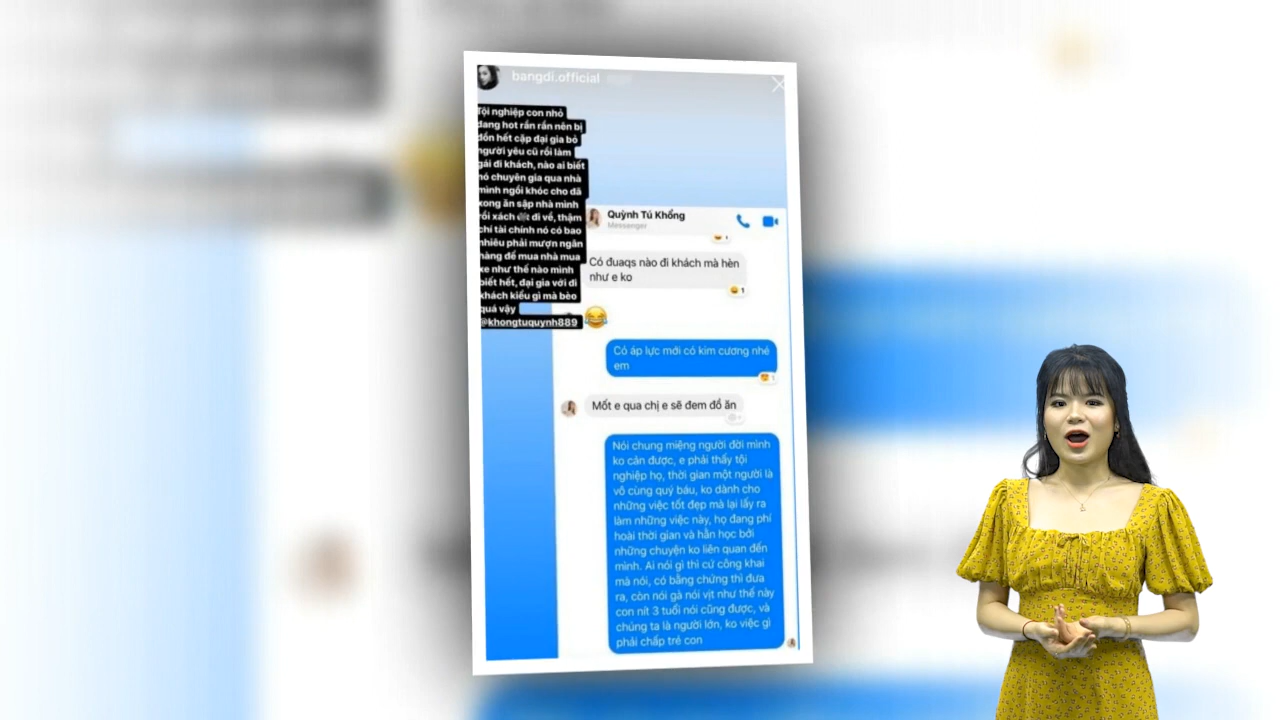 bangdi.official
Tội nghiệp con nhỏ
đang hot rần rần nên bị
đồn hết cặp đại gia bỏ
người yêu cũ rồi làm
gái đi khách, nào ai biết
nó chuyên gia qua nhà
mình ngồi khóc cho đã
xong ăn sập nhà mình
rồi xách đi về, thậm
chí tài chính nó có bao
nhiêu phải mượn ngân
hàng để mua nhà mua
xe như thế nào mình
biết hết, đại gia với đi
khách kiểu gì mà bèo
quá vậy
@khongtuquynh889
Quỳnh Tú Khổng
Messenger
1
Có đuaqs nào đi khách mà hèn
như e ko
1
Có áp lực mới có kim cương nhé
em
1
Mốt e qua chị e sẽ đem đồ ăn
Nói chung miệng người đời mình
ko cản được, e phải thấy tội
nghiệp họ, thời gian một người là
vô cùng quý báu, ko dành cho
những việc tốt đẹp mà lại lấy ra
làm những việc này, họ đang phí
hoài thời gian và hằn học bởi
những chuyện ko liên quan đến
mình. Ai nói gì thì cứ công khai
mà nói, có bằng chứng thì đưa
ra, còn nói gà nói vịt như thế này
con nít 3 tuổi nói cũng được, và
chúng ta là người lớn, ko việc gì
phải chấp trẻ con